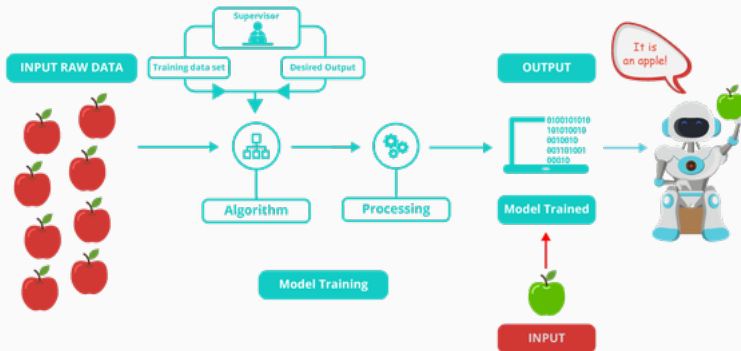 Supervisor
INPUT RAW DATA
Training data set
Desired Output
OUTPUT
It is
an apple!
0100101010
101010010
0010010
001101001
00010
Algorithm
Processing
Model Trained
Model Training
INPUT